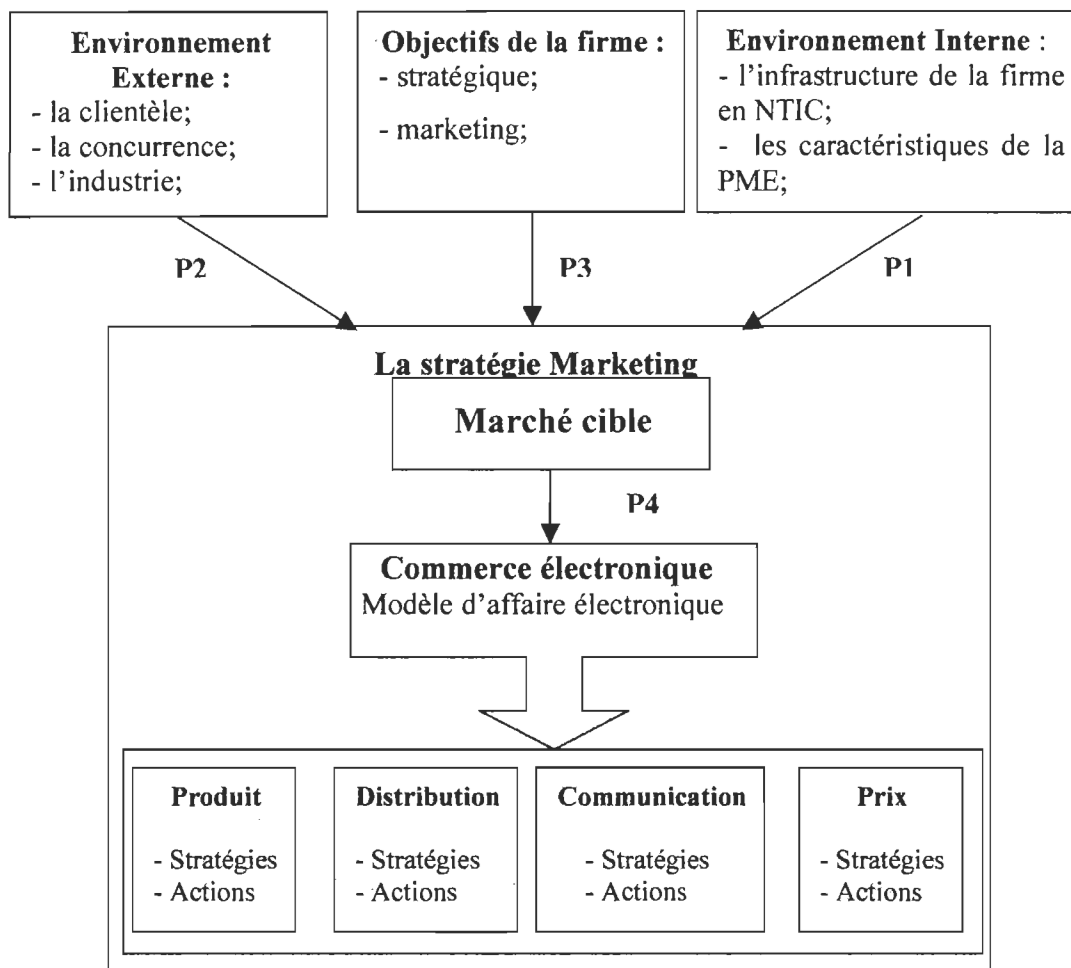 Environnement
Externe :
- la clientèle;
- la concurrence;
- l'industrie;
Objectifs de la firme :
- stratégique;
- marketing;
Environnement Interne :
- l'infrastructure de la firme
en NTIC;
- les caractéristiques de la
PME;
P2
P3
P1
La stratégie Marketing
Marché cible
P4
Commerce électronique
Modèle d'affaire électronique
Produit
- Stratégies
- Actions
Distribution
- Stratégies
- Actions
Communication
- Stratégies
- Actions
Prix
- Stratégies
- Actions